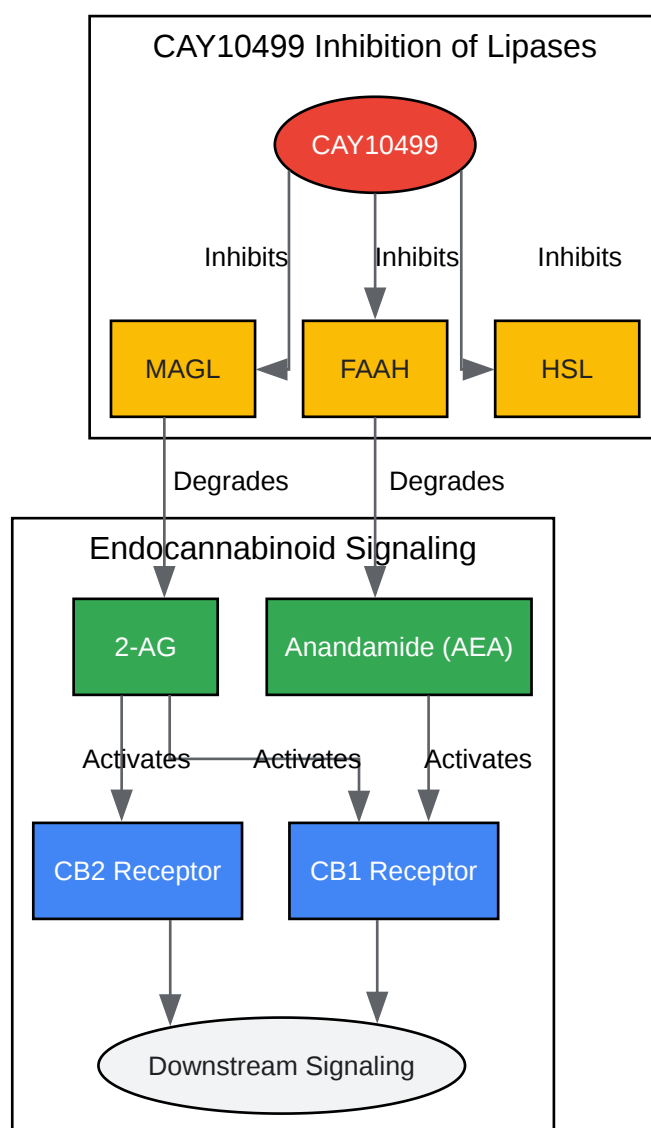 CAY10499 Inhibition of Lipases
CAY10499
Inhibits
Inhibits
Inhibits
MAGL
FAAH
HSL
Degrades
Degrades
Endocannabinoid Signaling
2-AG
Anandamide (AEA)
Activates
Activates
Activates
CB2 Receptor
CB1 Receptor
Downstream Signaling